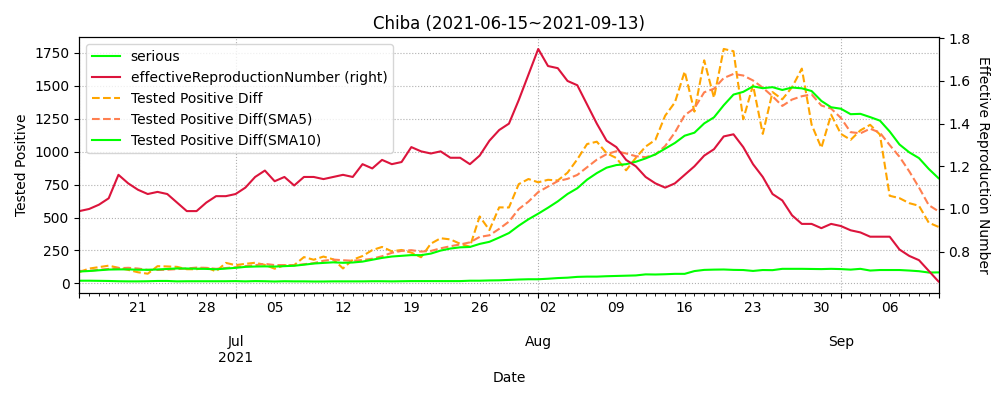 Chiba (2021-06-15~2021-09-13)
serious
effectiveReproductionNumber (right)
Tested Positive Diff
Tested Positive Diff(SMA5)
Tested Positive Diff(SMA10)
Tested Positive
1750
1500
1250
1000
750
500
250
0
1.8
1.6
1.4
1.2
1.0
0.8
Effective Reproduction Number
21 28 05 12 19 26 02 09 16 23 30 06
Jul Aug Sep
2021
Date